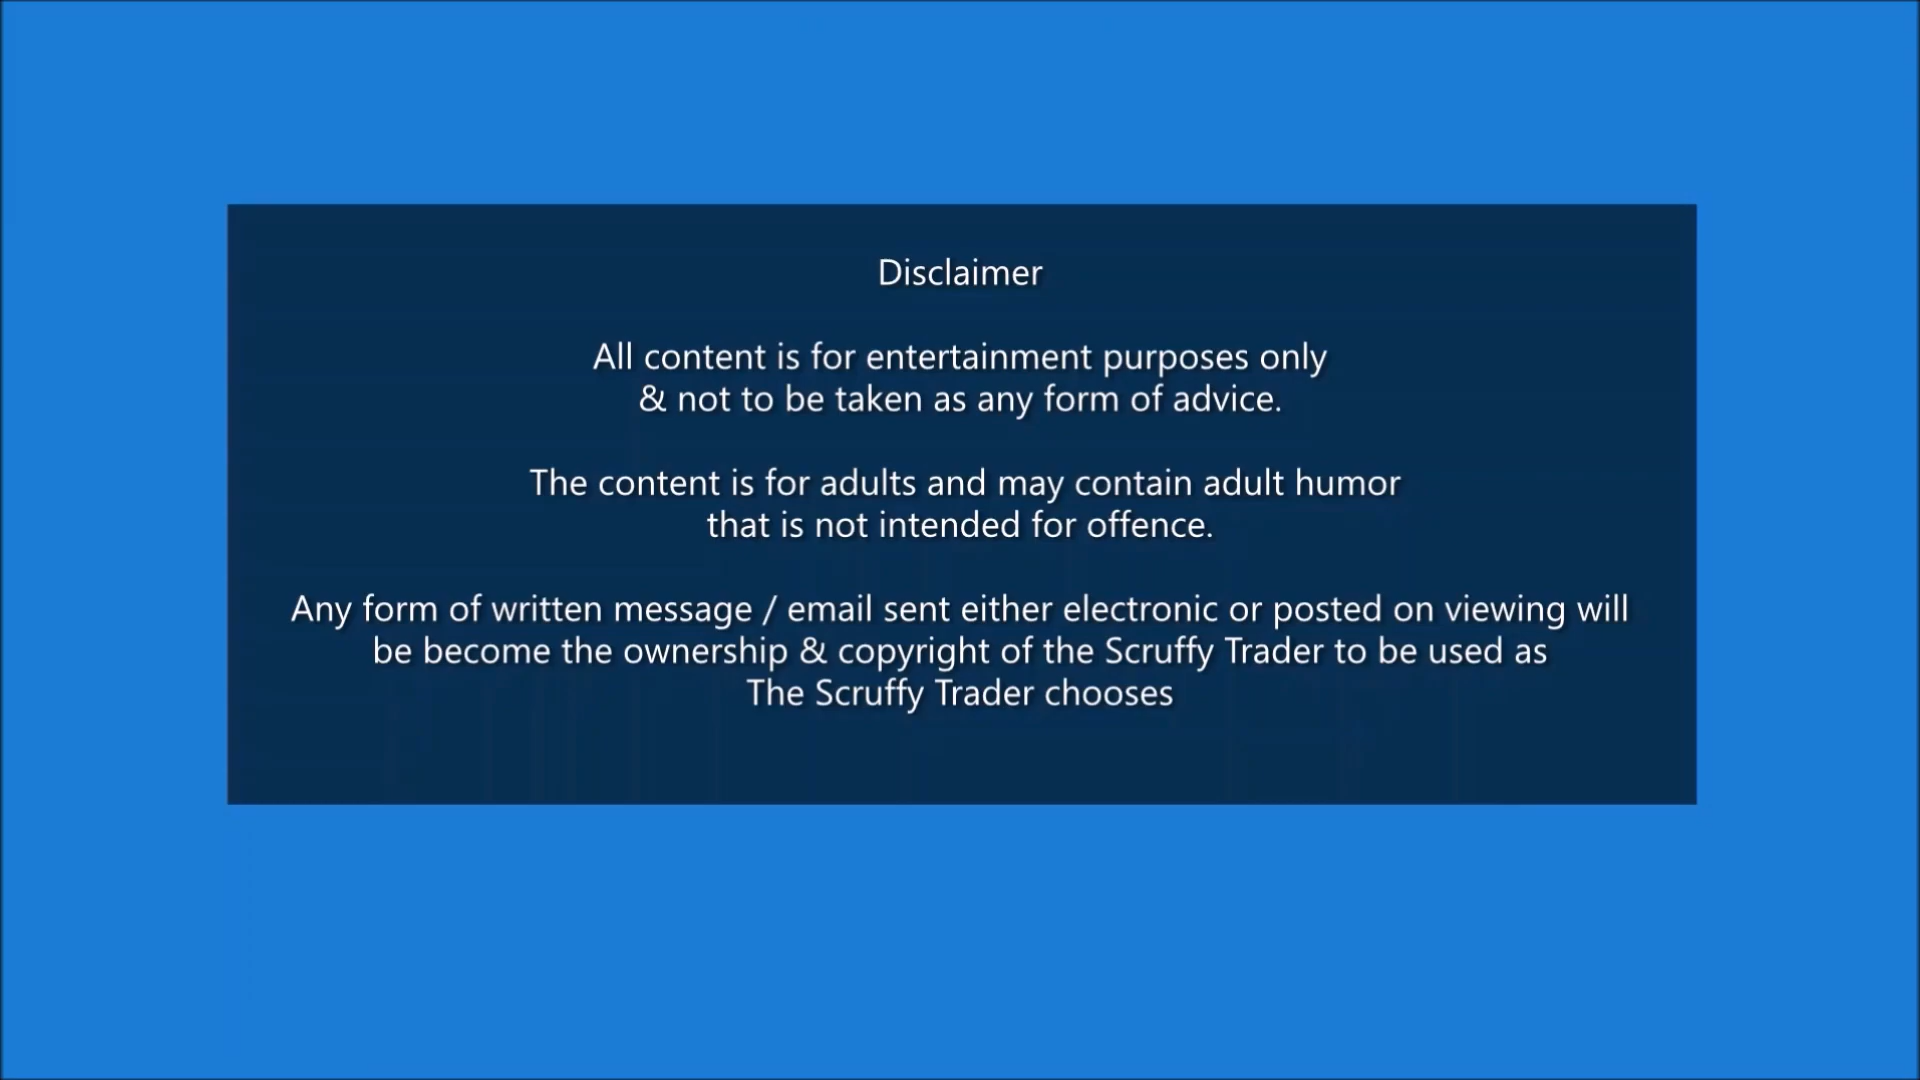 Disclaimer
All content is for entertainment purposes only
& not to be taken as any form of advice.
The content is for adults and may contain adult humor
that is not intended for offence.
Any form of written message / email sent either electronic or posted on viewing will
be become the ownership & copyright of the Scruffy Trader to be used as
The Scruffy Trader chooses